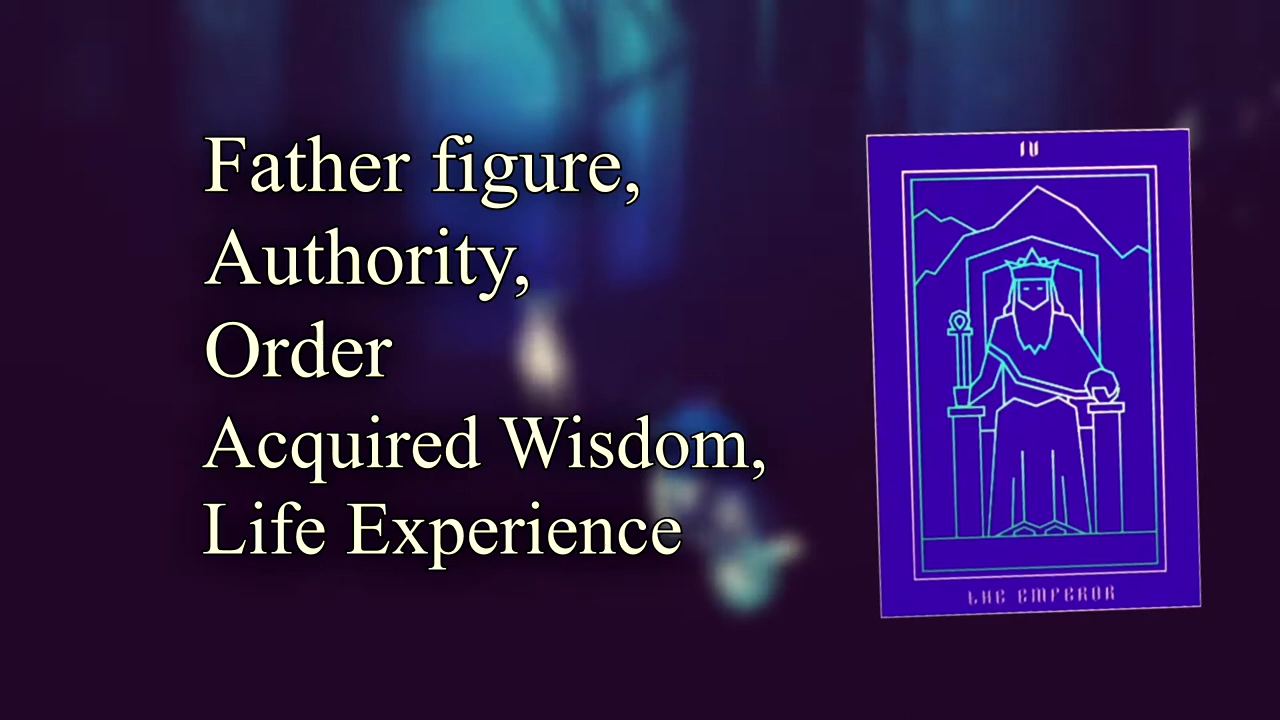 Father figure,
Authority,
Order
Acquired Wisdom,
Life Experience
IV
THE EMPEROR